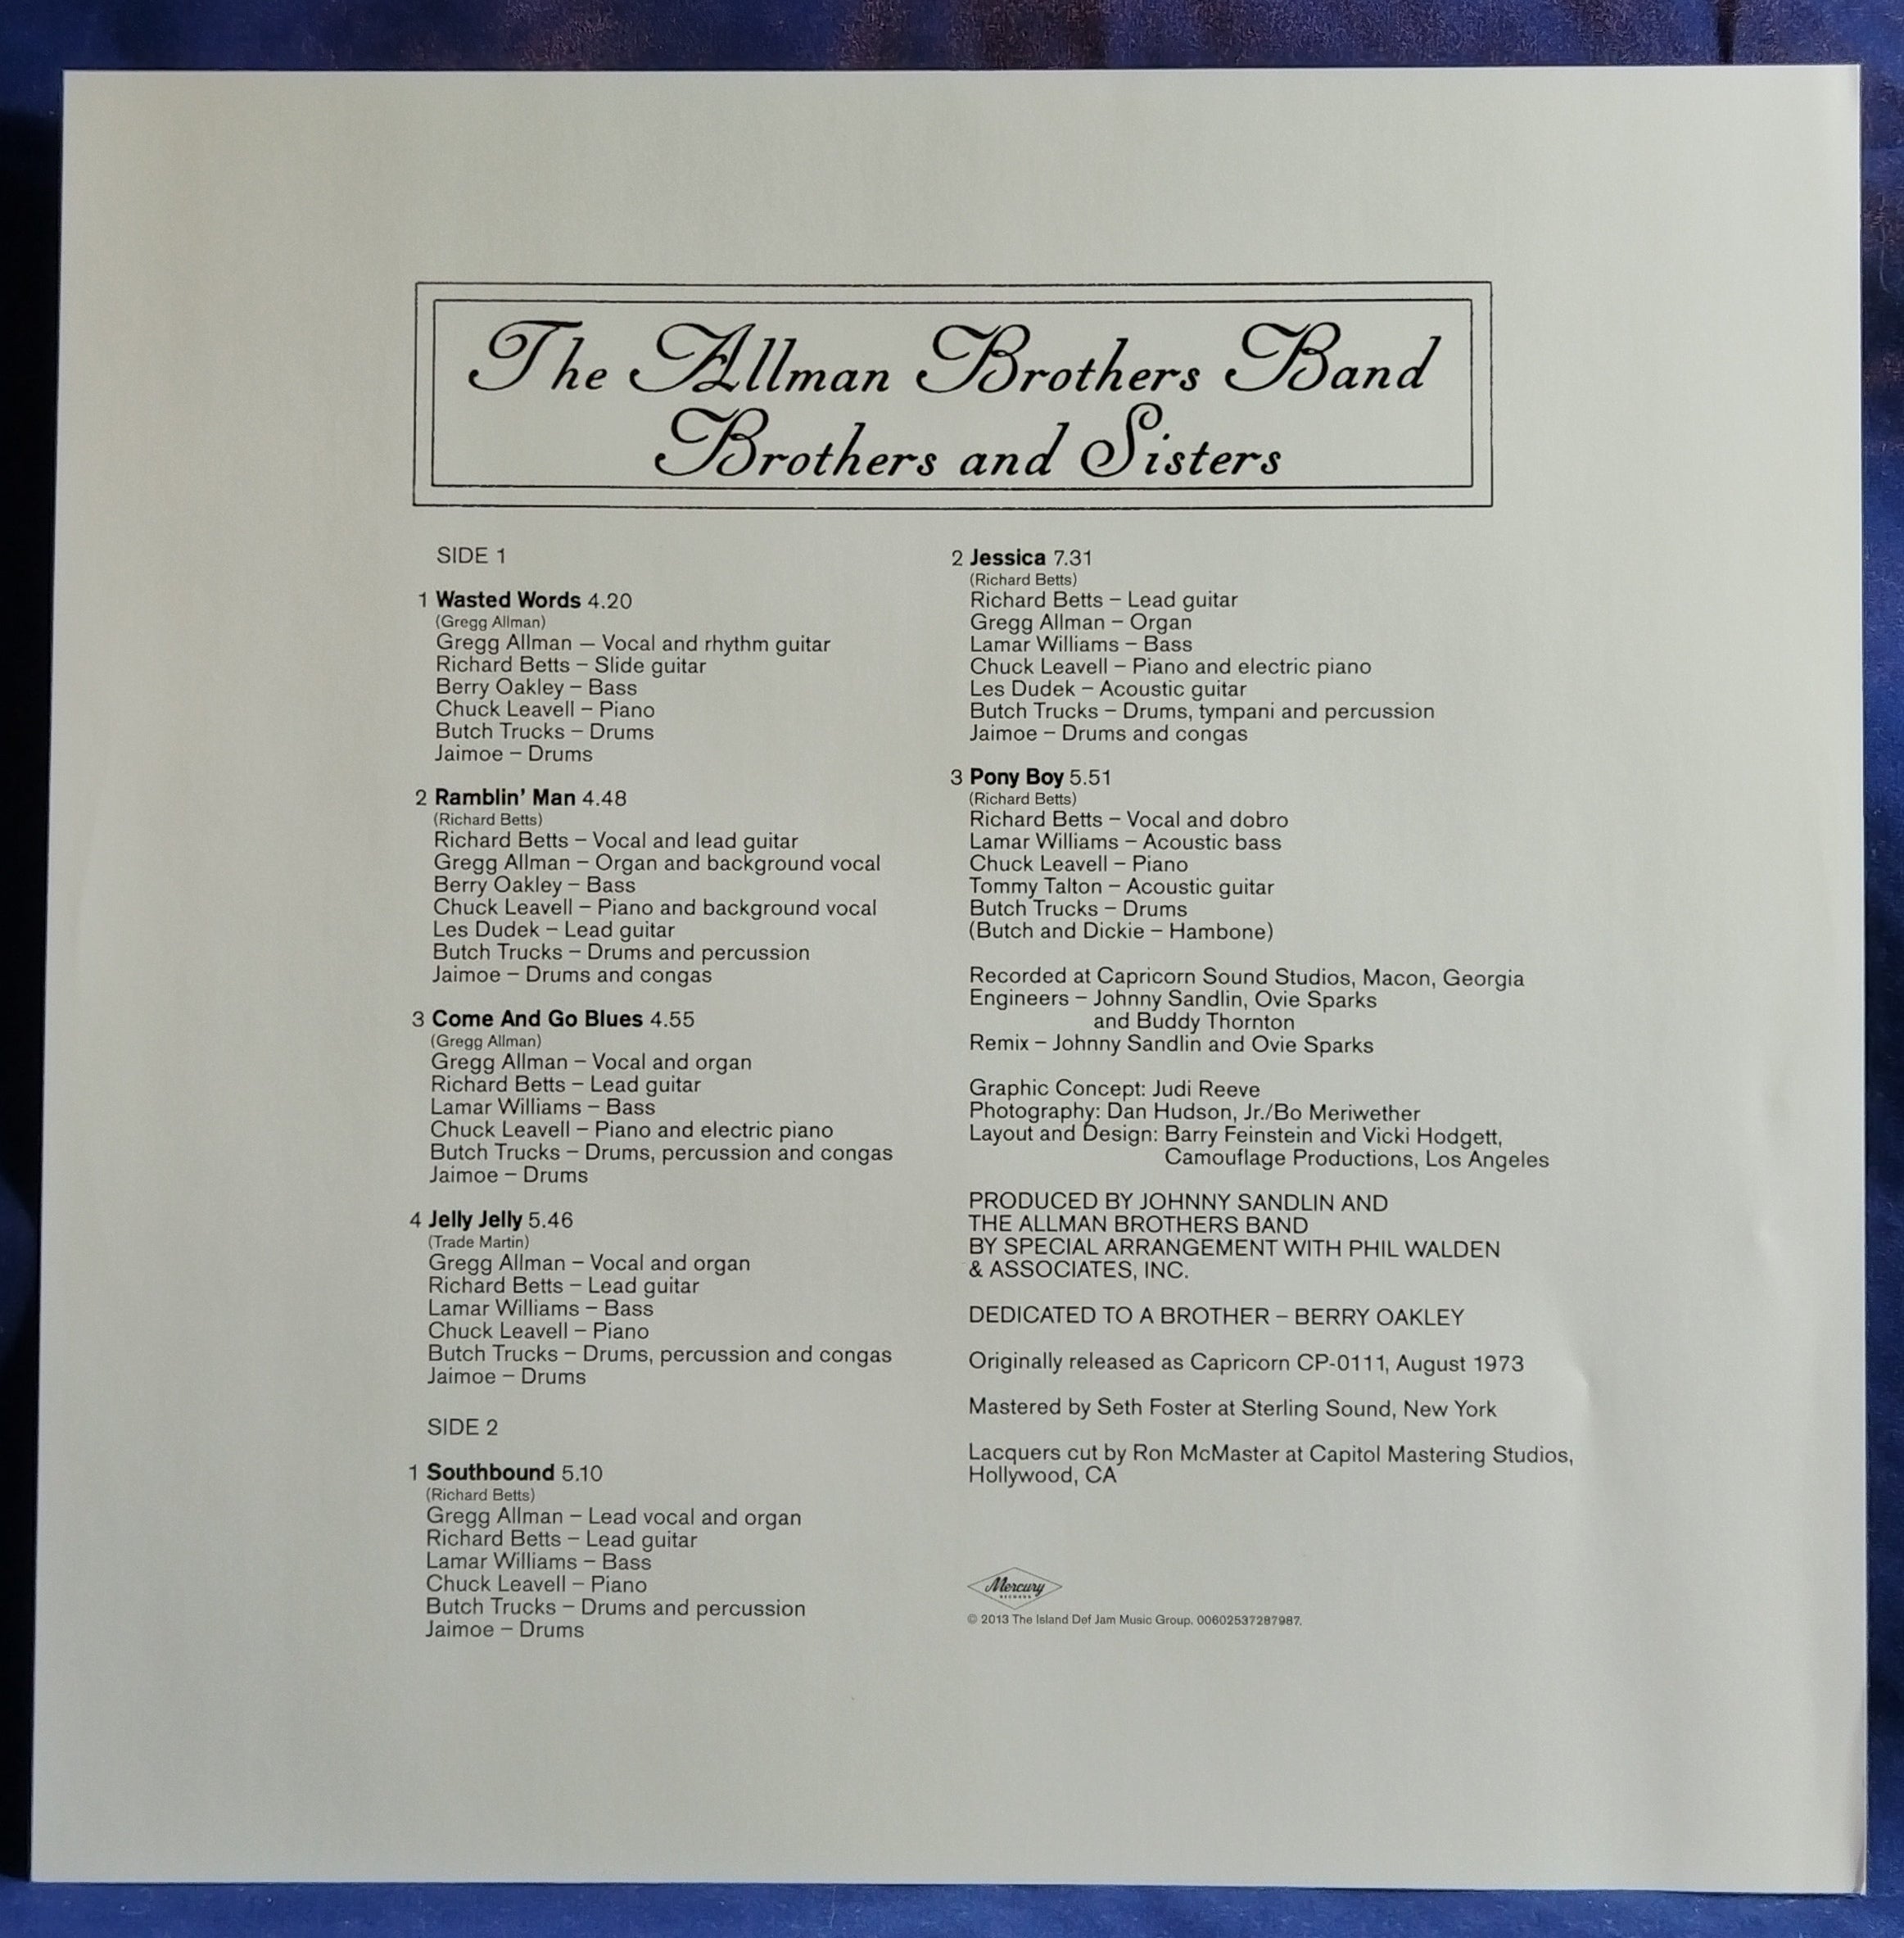 The Allman Brothers Band
Brothers and Sisters
SIDE 1
1 Wasted Words 4.20
(Gregg Allman)
Gregg Allman – Vocal and rhythm guitar
Richard Betts – Slide guitar
Berry Oakley – Bass
Chuck Leavell – Piano
Butch Trucks – Drums
Jaimoe – Drums
2 Ramblin' Man 4.48
(Richard Betts)
Richard Betts – Vocal and lead guitar
Gregg Allman – Organ and background vocal
Berry Oakley – Bass
Chuck Leavell – Piano and background vocal
Les Dudek – Lead guitar
Butch Trucks – Drums and percussion
Jaimoe – Drums and congas
3 Come And Go Blues 4.55
(Gregg Allman)
Gregg Allman – Vocal and organ
Richard Betts – Lead guitar
Lamar Williams – Bass
Chuck Leavell – Piano and electric piano
Butch Trucks – Drums, percussion and congas
Jaimoe – Drums
4 Jelly Jelly 5.46
(Trade Martin)
Gregg Allman – Vocal and organ
Richard Betts – Lead guitar
Lamar Williams – Bass
Chuck Leavell – Piano
Butch Trucks – Drums, percussion and congas
Jaimoe – Drums
SIDE 2
1 Southbound 5.10
(Richard Betts)
Gregg Allman – Lead vocal and organ
Richard Betts – Lead guitar
Lamar Williams – Bass
Chuck Leavell – Piano
Butch Trucks – Drums and percussion
Jaimoe – Drums
2 Jessica 7.31
(Richard Betts)
Richard Betts – Lead guitar
Gregg Allman – Organ
Lamar Williams – Bass
Chuck Leavell – Piano and electric piano
Les Dudek – Acoustic guitar
Butch Trucks – Drums, tympani and percussion
Jaimoe – Drums and congas
3 Pony Boy 5.51
(Richard Betts)
Richard Betts – Vocal and dobro
Lamar Williams – Acoustic bass
Chuck Leavell – Piano
Tommy Talton – Acoustic guitar
Butch Trucks – Drums
(Butch and Dickie – Hambone)
Recorded at Capricorn Sound Studios, Macon, Georgia
Engineers – Johnny Sandlin, Ovie Sparks
and Buddy Thornton
Remix – Johnny Sandlin and Ovie Sparks
Graphic Concept: Judi Reeve
Photography: Dan Hudson, Jr./Bo Meriwether
Layout and Design: Barry Feinstein and Vicki Hodgett,
Camouflage Productions, Los Angeles
PRODUCED BY JOHNNY SANDLIN AND
THE ALLMAN BROTHERS BAND
BY SPECIAL ARRANGEMENT WITH PHIL WALDEN
& ASSOCIATES, INC.
DEDICATED TO A BROTHER – BERRY OAKLEY
Originally released as Capricorn CP-0111, August 1973
Mastered by Seth Foster at Sterling Sound, New York
Lacquers cut by Ron McMaster at Capitol Mastering Studios,
Hollywood, CA
Mercury
RECORDS
© 2013 The Island Def Jam Music Group. 00602537287987.